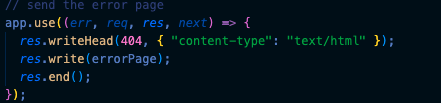 // send the error page
app.use((err, req, res, next) => {
  res.writeHead(404, { "content-type": "text/html" });
  res.write(errorPage);
  res.end();
});